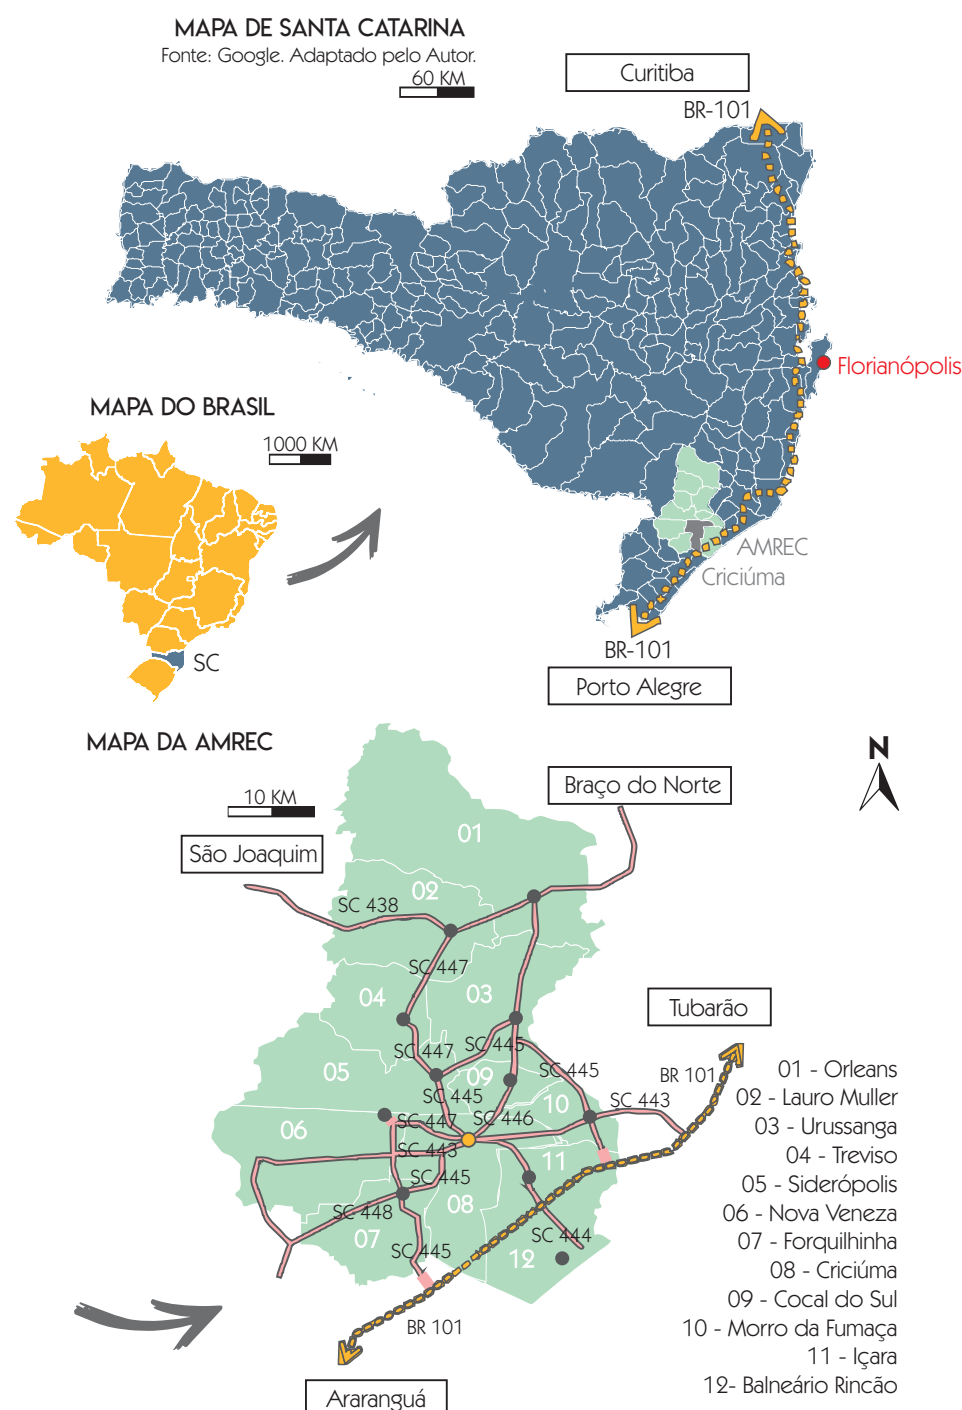 MAPA DE SANTA CATARINA
Fonte: Google. Adaptado pelo Autor.
60 KM
Curitiba
BR-101
Florianópolis
MAPA DO BRASIL
1000 KM
AMREC
Criciúma
SC
BR-101
Porto Alegre
MAPA DA AMREC
N
10 KM
Braço do Norte
01
São Joaquim
02
SC 438
SC 447
04
03
Tubarão
SC 447
SC 445
05
09
SC 445
BR 101
SC 445
10
SC 443
SC 447
SC 446
06
SC 443
11
SC 445
08
SC 448
07
SC 445
SC 444
12
BR 101
Araranguá
01 - Orleans
02 - Lauro Muller
03 - Urussanga
04 - Treviso
05 - Siderópolis
06 - Nova Veneza
07 - Forquilhinha
08 - Criciúma
09 - Cocal do Sul
10 - Morro da Fumaça
11 - Içara
12- Balneário Rincão